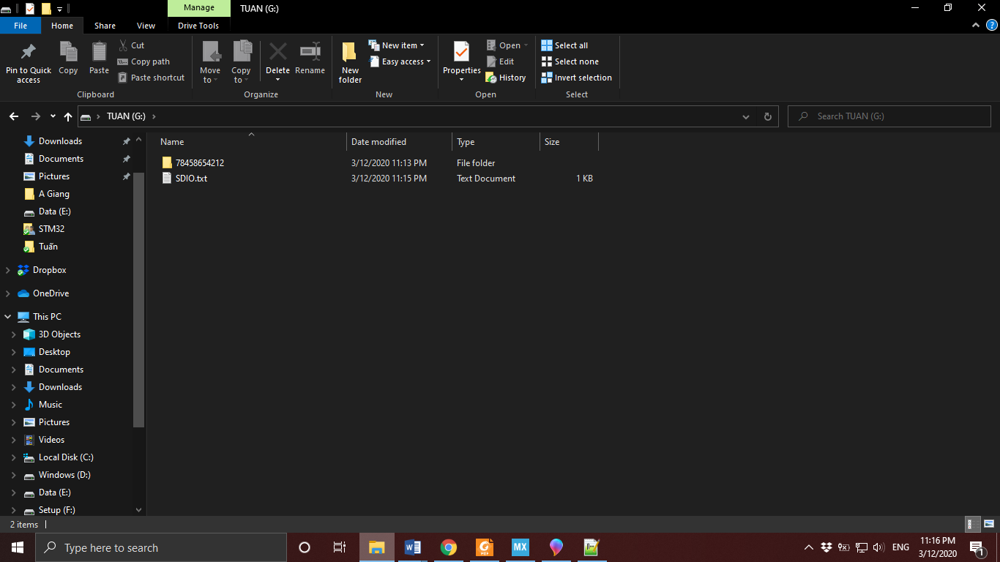 Manage TUAN (G:)
File Home Share View Drive Tools
Pin to Quick access
Copy
Paste
Cut
Copy path
Paste shortcut
Clipboard
Move to
Copy to
Delete
Rename
Organize
New folder
New item
Easy access
New
Properties
Open
Edit
History
Open
Select all
Select none
Invert selection
Select
TUAN (G:)
Search TUAN (G:)
Downloads
Documents
Pictures
A Giang
Data (E:)
STM32
Tuấn
Dropbox
OneDrive
This PC
3D Objects
Desktop
Documents
Downloads
Music
Pictures
Videos
Local Disk (C:)
Windows (D:)
Data (E:)
Setup (F:)
Name Date modified Type Size
78458654212 3/12/2020 11:13 PM File folder
SDIO.txt 3/12/2020 11:15 PM Text Document 1 KB
2 items
Type here to search
W
PDF
MX
ENG
11:16 PM
3/12/2020
1